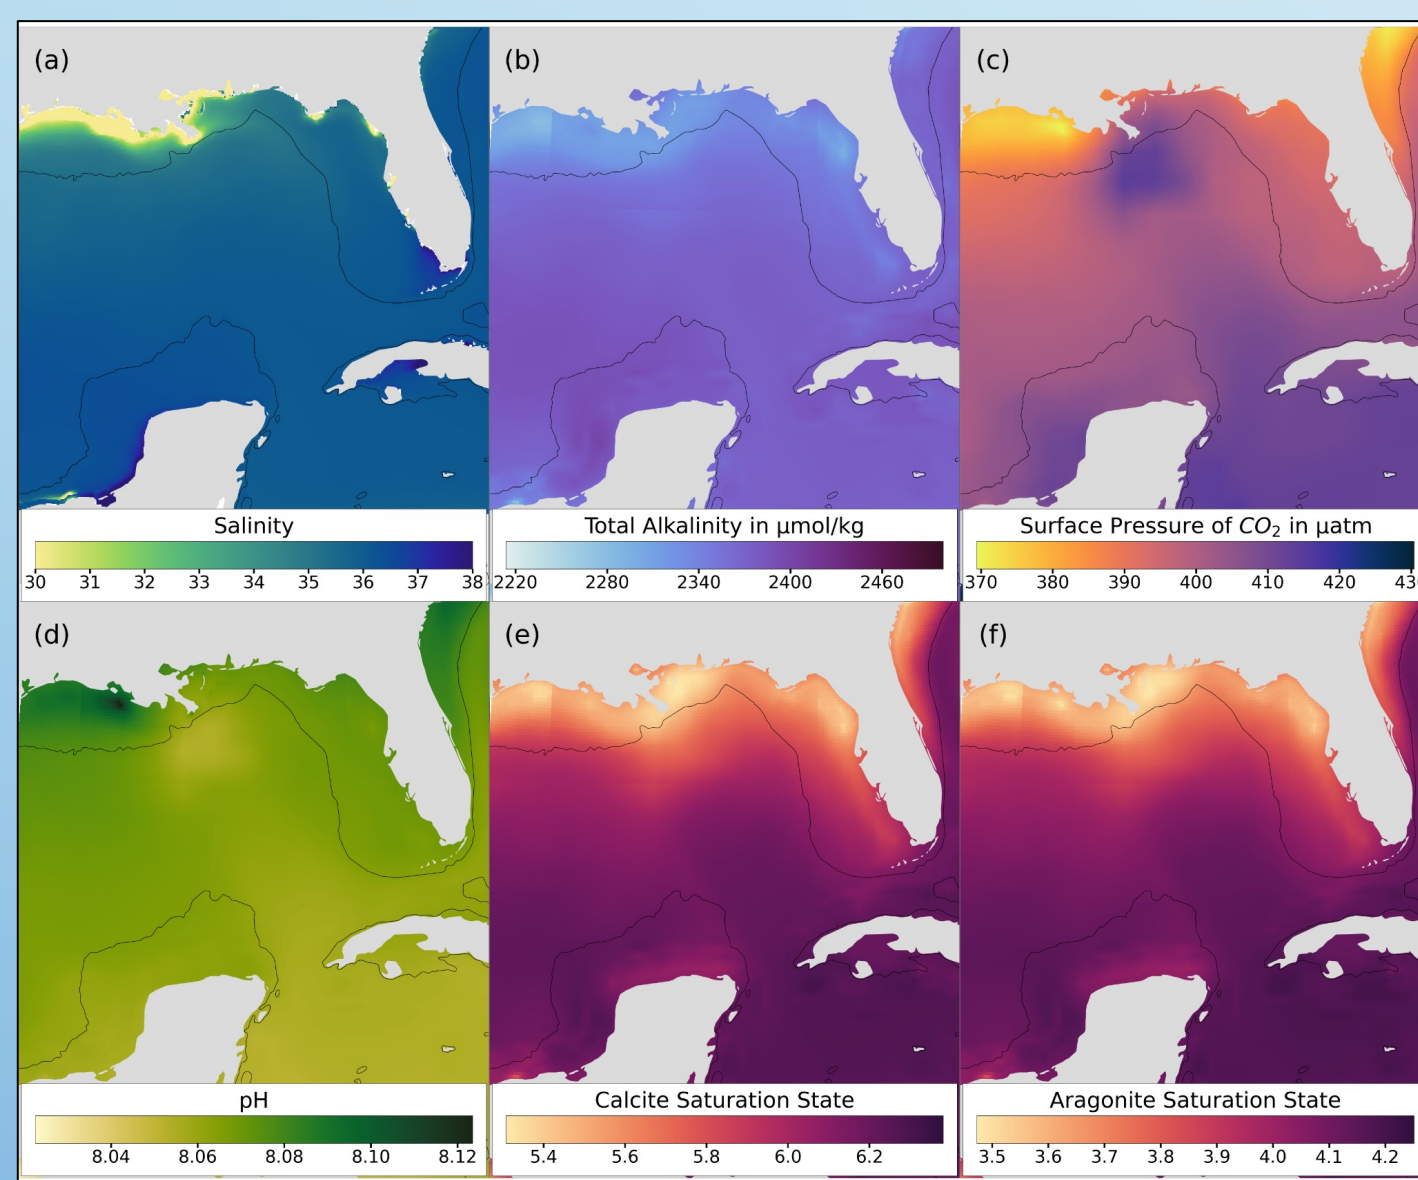 (a)
(b)
(c)
Salinity
30 31 32 33 34 35 36 37 38
Total Alkalinity in μmol/kg
2220 2280 2340 2400 2460
Surface Pressure of CO₂ in μatm
370 380 390 400 410 420 430
(d)
(e)
(f)
pH
8.04 8.06 8.08 8.10 8.12
Calcite Saturation State
5.4 5.6 5.8 6.0 6.2
Aragonite Saturation State
3.5 3.6 3.7 3.8 3.9 4.0 4.1 4.2